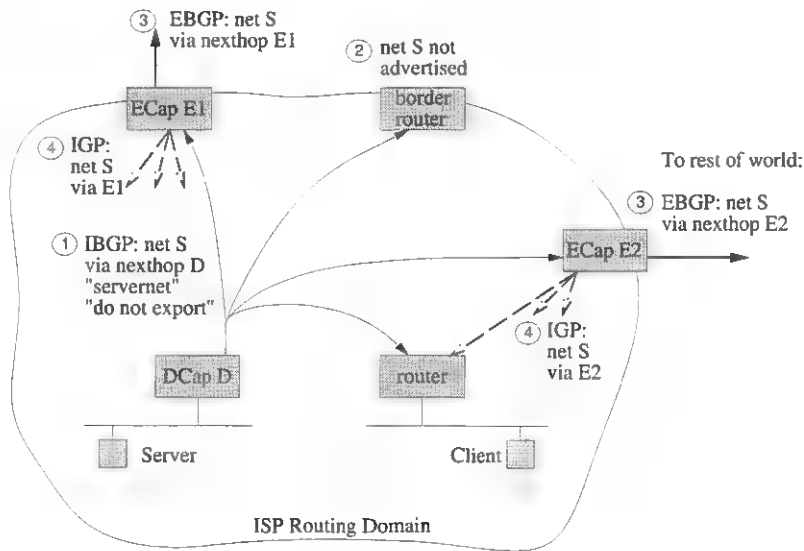 3 EBGP: net S
via nexthop E1
2 net S not
advertised
ECap E1
border
router
4 IGP:
net S
via E1
To rest of world:
3 EBGP: net S
via nexthop E2
1 IBGP: net S
via nexthop D
"servernet"
"do not export"
ECap E2
4 IGP:
net S
via E2
DCap D
router
Server
Client
ISP Routing Domain